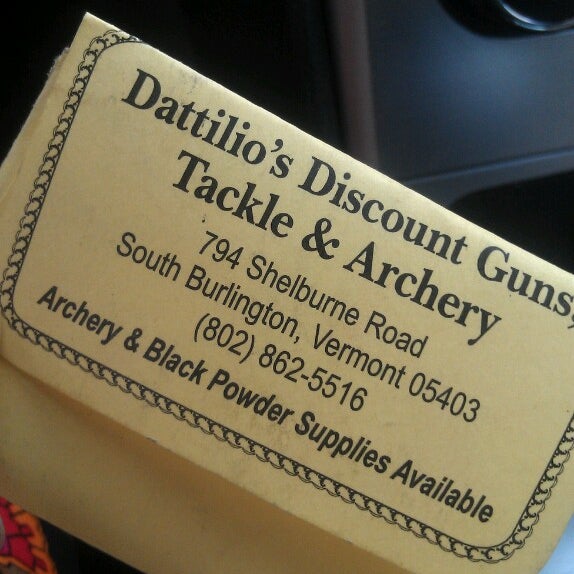 Dattilio's Discount Guns,
Tackle & Archery
794 Shelburne Road
South Burlington, Vermont 05403
(802) 862-5516
Archery & Black Powder Supplies Available